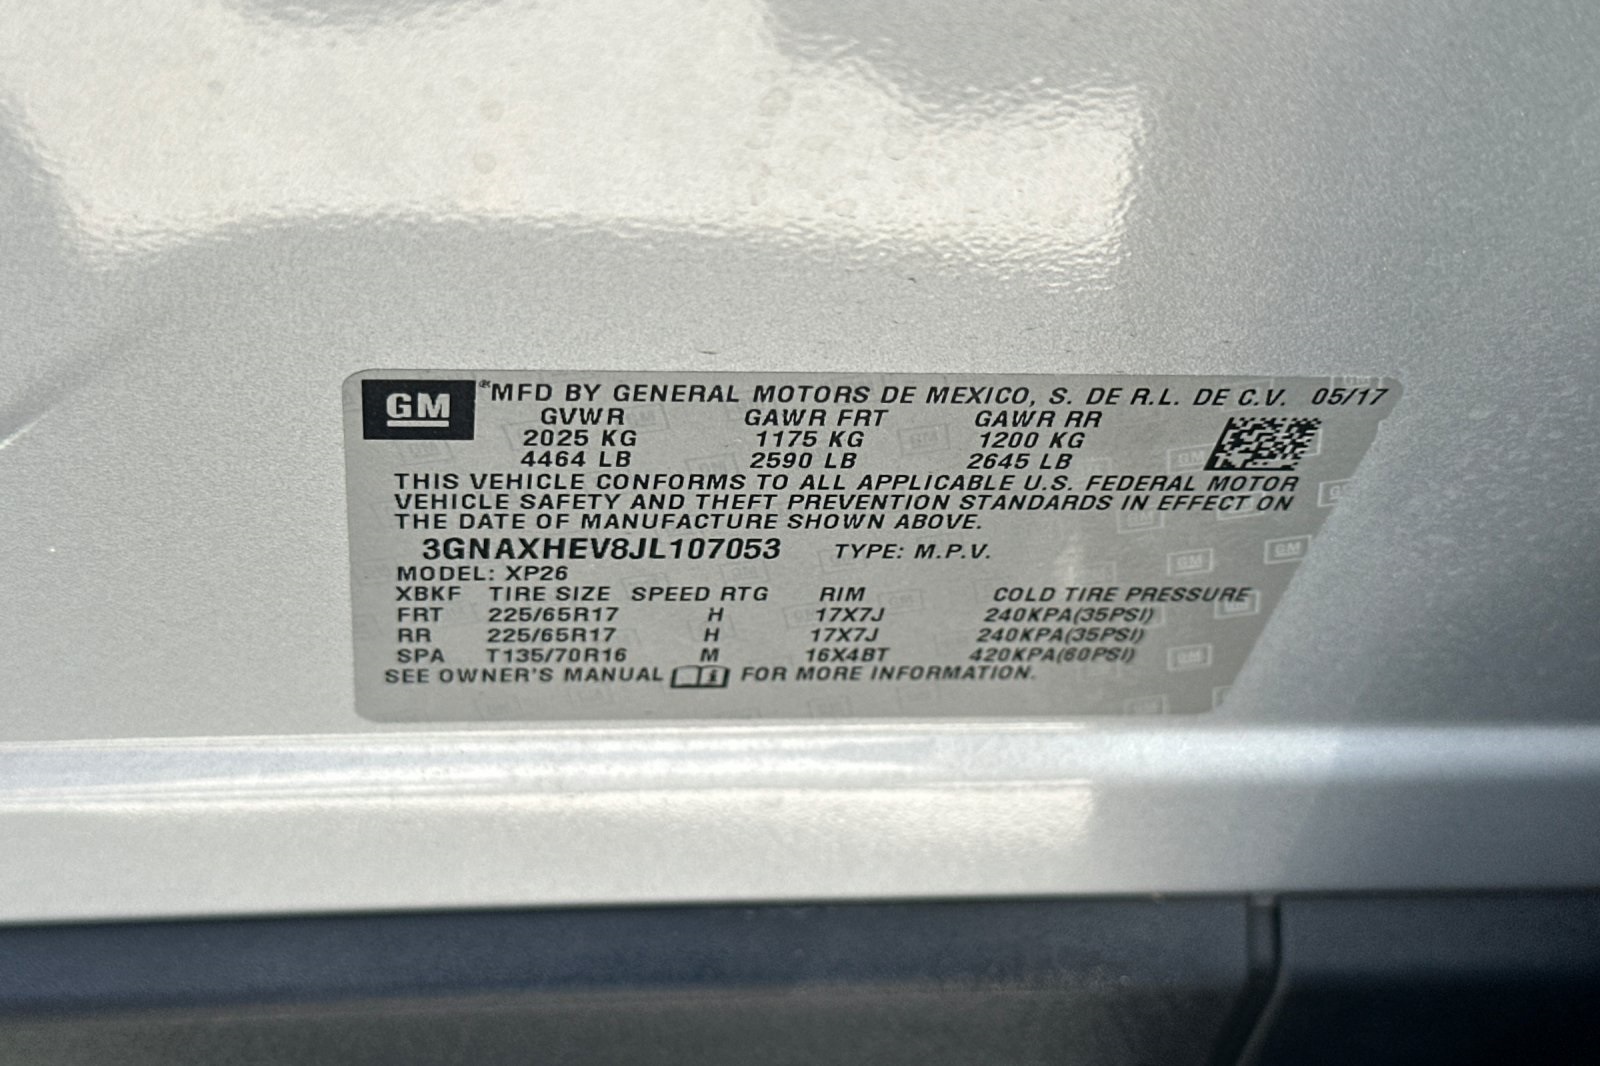 GM *MFD BY GENERAL MOTORS DE MEXICO, S. DE R.L. DE C.V. 05/17
GVWR GAWR FRT GAWR RR
2025 KG 1175 KG 1200 KG
4464 LB 2590 LB 2645 LB
THIS VEHICLE CONFORMS TO ALL APPLICABLE U.S. FEDERAL MOTOR
VEHICLE SAFETY AND THEFT PREVENTION STANDARDS IN EFFECT ON
THE DATE OF MANUFACTURE SHOWN ABOVE.
3GNAXHEV8JL107053 TYPE: M.P.V.
MODEL: XP26
XBKF TIRE SIZE SPEED RTG RIM COLD TIRE PRESSURE
FRT 225/65R17 H 17X7J 240KPA(35PSI)
RR 225/65R17 H 17X7J 240KPA(35PSI)
SPA T135/70R16 M 16X4BT 420KPA(60PSI)
SEE OWNER'S MANUAL FOR MORE INFORMATION.